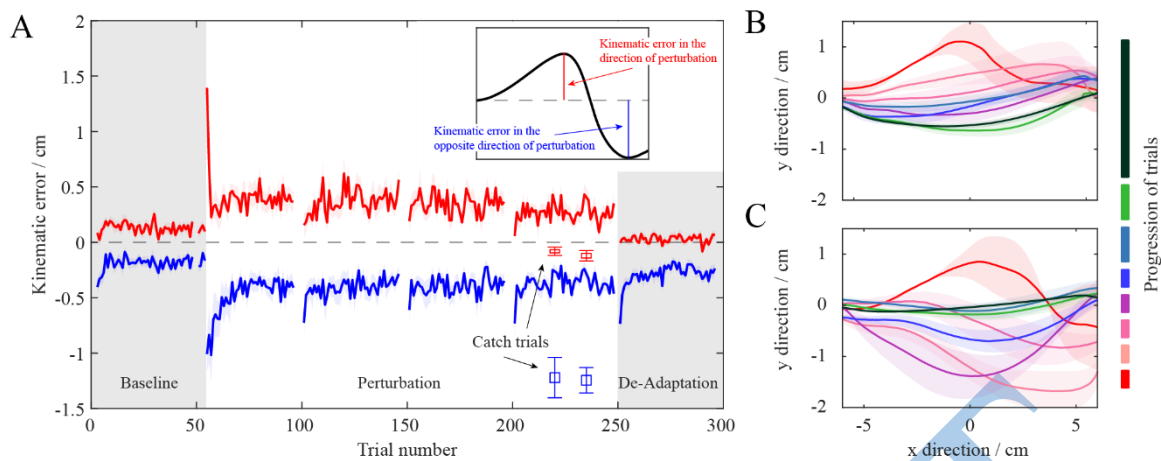 A
Kinematic error / cm
2
1.5
1
0.5
0
-0.5
-1
-1.5
Kinematic error in the
direction of perturbation
Kinematic error in the
opposite direction of perturbation
Catch trials
Baseline
Perturbation
De-Adaptation
0
50
100
150
200
250
300
Trial number
B
y direction / cm
1
0
-1
-2
C
y direction / cm
1
0
-1
-2
-5
0
5
x direction / cm
Progression of trials